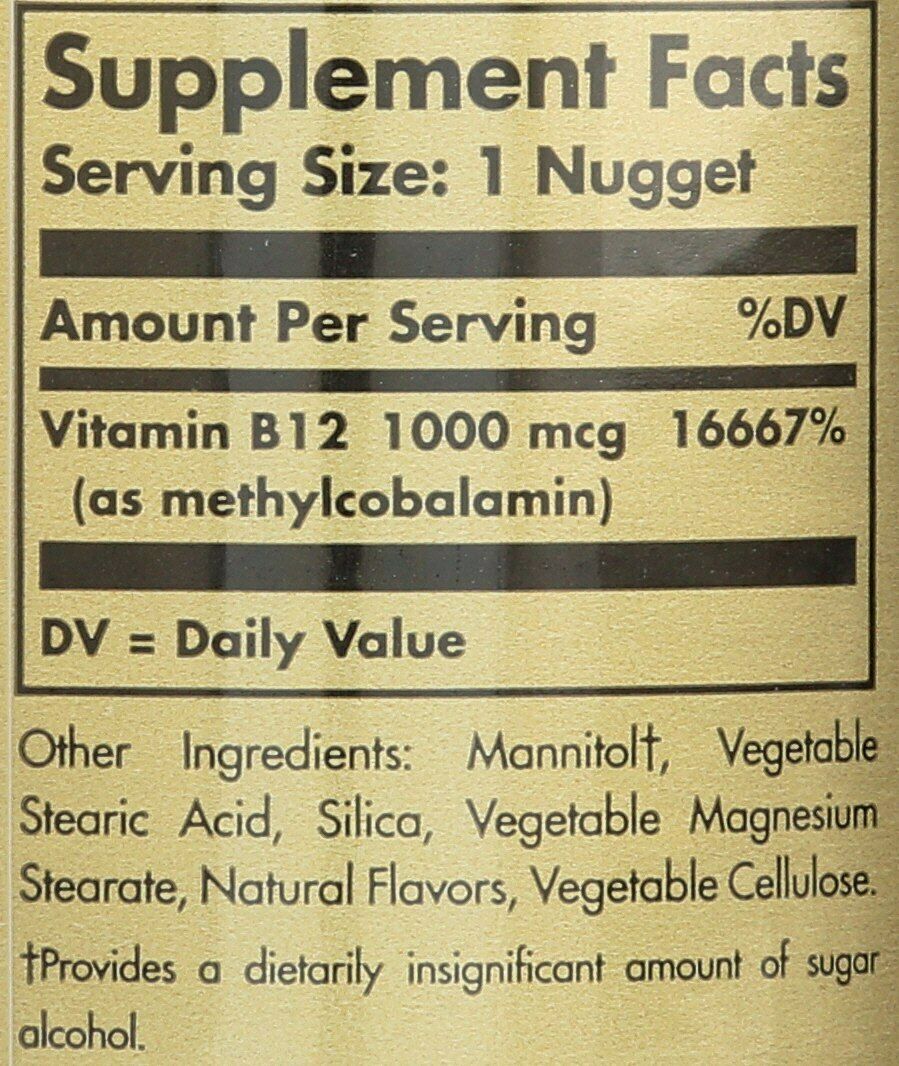 Supplement Facts
Serving Size: 1 Nugget
Amount Per Serving %DV
Vitamin B12 1000 mcg 16667%
(as methylcobalamin)
DV = Daily Value
Other Ingredients: Mannitol†, Vegetable
Stearic Acid, Silica, Vegetable Magnesium
Stearate, Natural Flavors, Vegetable Cellulose.
†Provides a dietarily insignificant amount of sugar
alcohol.